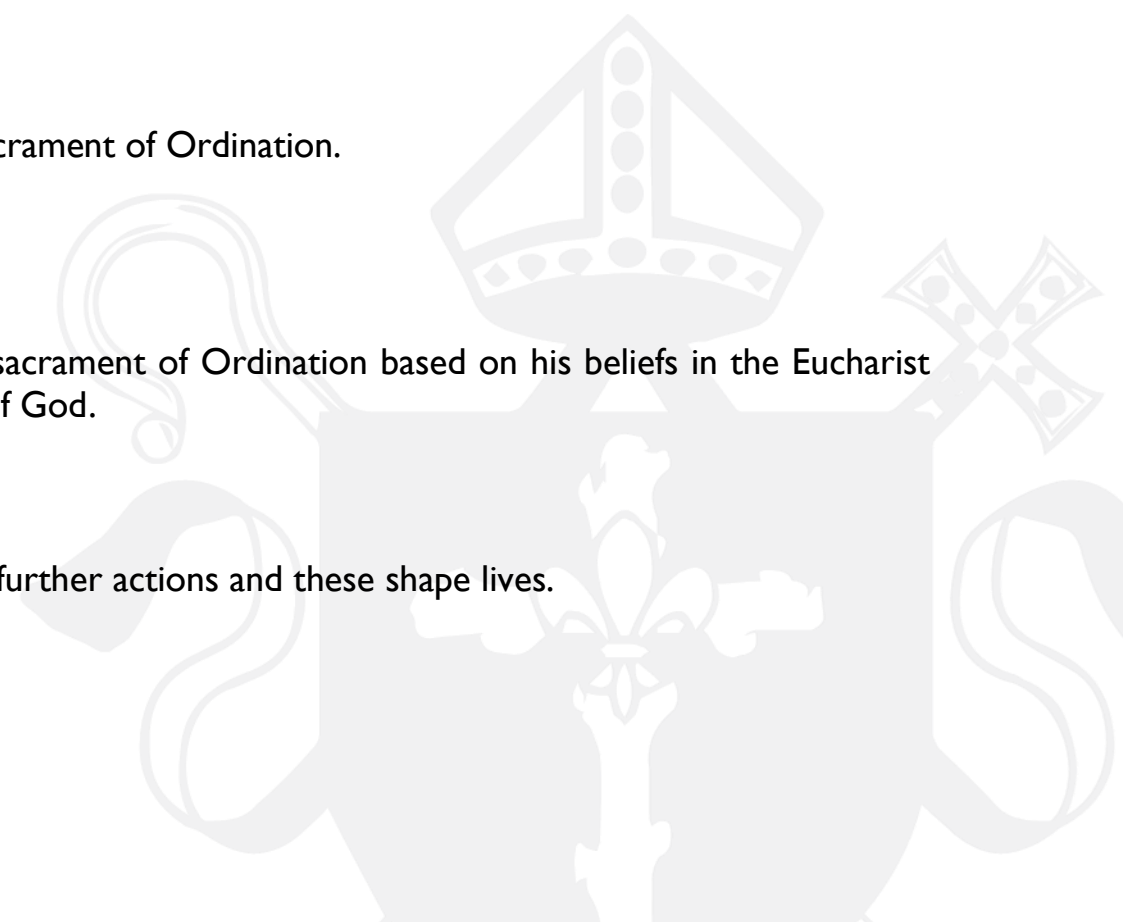 crament of Ordination.
sacrament of Ordination based on his beliefs in the Eucharist
f God.
further actions and these shape lives.